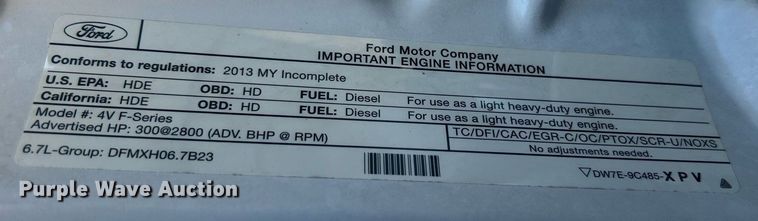 Ford
Ford Motor Company
IMPORTANT ENGINE INFORMATION
Conforms to regulations: 2013 MY Incomplete
U.S. EPA: HDE OBD: HD FUEL: Diesel For use as a light heavy-duty engine.
California: HDE OBD: HD FUEL: Diesel For use as a light heavy-duty engine.
Model #: 4V F-Series
Advertised HP: 300@2800 (ADV. BHP @ RPM)
TC/DFI/CAC/EGR-C/OC/PTOX/SCR-U/NOXS
No adjustments needed.
6.7L-Group: DFMXH06.7B23
DW7E-9C485-XPV
Purple Wave Auction